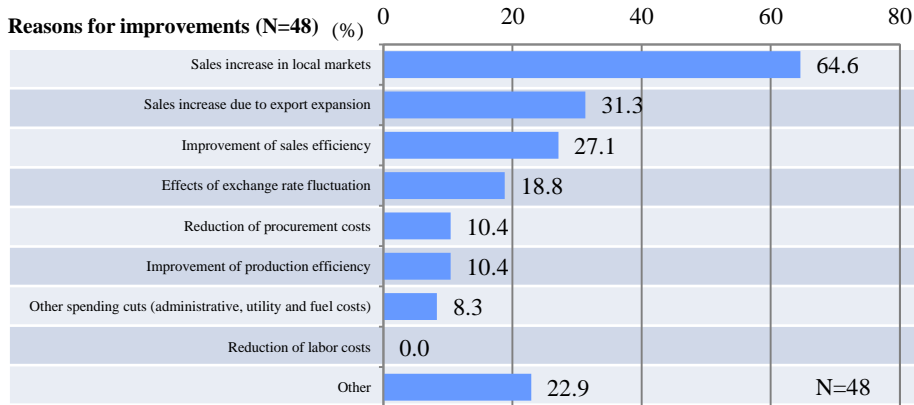 0 20 40 60 80
Reasons for improvements (N=48) (%)
Sales increase in local markets 64.6
Sales increase due to export expansion 31.3
Improvement of sales efficiency 27.1
Effects of exchange rate fluctuation 18.8
Reduction of procurement costs 10.4
Improvement of production efficiency 10.4
Other spending cuts (administrative, utility and fuel costs) 8.3
Reduction of labor costs 0.0
Other 22.9 N=48